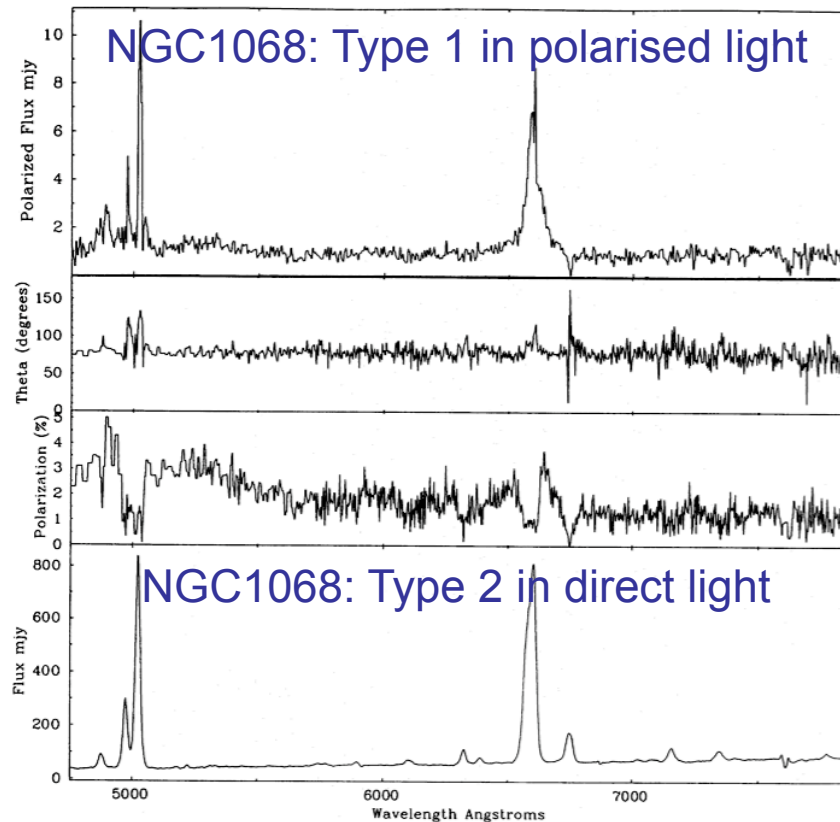 NGC1068: Type 1 in polarised light
10
8
6
4
2
Polarized Flux mjy
150
100
50
0
Theta (degrees)
5
4
3
2
1
0
Polarization (%)
NGC1068: Type 2 in direct light
800
600
400
200
0
Flux mjy
5000 6000 7000
Wavelength Angstroms